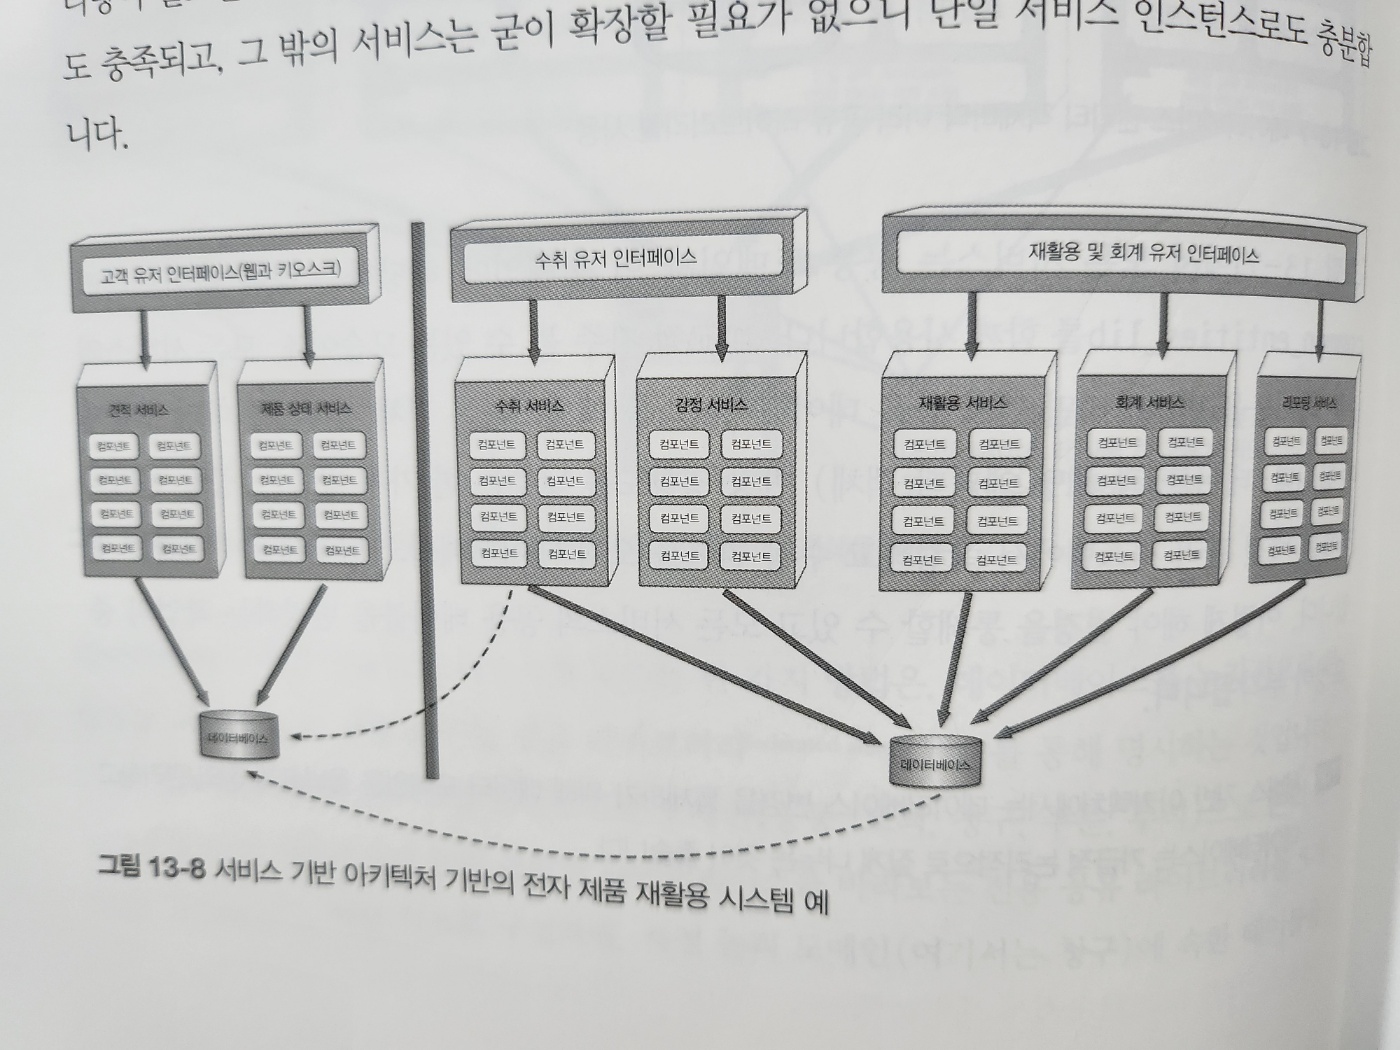 도 충족되고, 그 밖의 서비스는 굳이 확장할 필요가 없으니 단일 서비스 인스턴스로도 충분합
니다.
고객 유저 인터페이스(웹과 키오스크)
수취 유저 인터페이스
재활용 및 회계 유저 인터페이스
견적 서비스
제품 상태 서비스
수취 서비스
감정 서비스
재활용 서비스
회계 서비스
리포팅 서비스
컴포넌트 컴포넌트 컴포넌트 컴포넌트 컴포넌트 컴포넌트 컴포넌트 컴포넌트 컴포넌트 컴포넌트 컴포넌트 컴포넌트 컴포넌트 컴포넌트
컴포넌트 컴포넌트 컴포넌트 컴포넌트 컴포넌트 컴포넌트 컴포넌트 컴포넌트 컴포넌트 컴포넌트 컴포넌트 컴포넌트 컴포넌트 컴포넌트
컴포넌트 컴포넌트 컴포넌트 컴포넌트 컴포넌트 컴포넌트 컴포넌트 컴포넌트 컴포넌트 컴포넌트 컴포넌트 컴포넌트 컴포넌트 컴포넌트
컴포넌트 컴포넌트 컴포넌트 컴포넌트 컴포넌트 컴포넌트 컴포넌트 컴포넌트 컴포넌트 컴포넌트 컴포넌트 컴포넌트 컴포넌트 컴포넌트
데이터베이스
데이터베이스
그림 13-8 서비스 기반 아키텍처 기반의 전자 제품 재활용 시스템 예